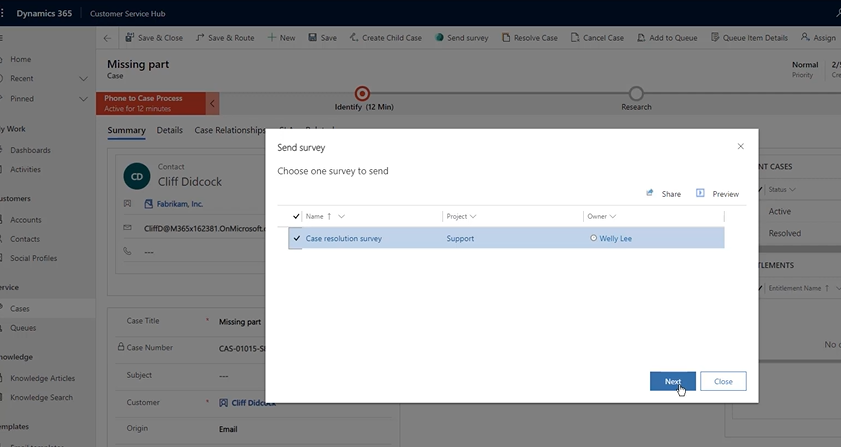 Dynamics 365 Customer Service Hub
Save & Close Save & Route New Save Create Child Case Send survey Resolve Case Cancel Case Add to Queue Queue Item Details Assign
Home
Recent
Pinned
y Work
Dashboards
Activities
ustomers
Accounts
Contacts
Social Profiles
ervice
Cases
Queues
nowledge
Knowledge Articles
Knowledge Search
emplates
Missing part
Case
Normal
Priority
2/5
Cre
Phone to Case Process
Active for 12 minutes
Identify (12 Min)
Research
Summary Details Case Relationships
Contact
CD
Cliff Didcock
Fabrikam, Inc.
CliffD@M365x162381.OnMicrosoft.c
---
Case Title * Missing part
Case Number CAS-01015-S
Subject ---
Customer * Cliff Didcock
Origin Email
Send survey
Choose one survey to send
Share Preview
Name ↑ Project Owner
Case resolution survey Support Welly Lee
Next Close
NT CASES
Status
Active
Resolved
TLEMENTS
Entitlement Name ↑
No